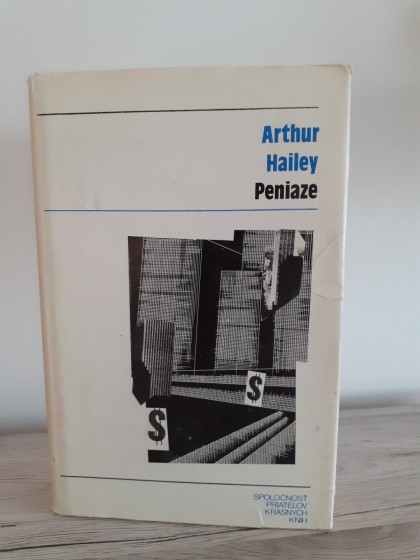 Arthur
Hailey
Peniaze
$
$
SPOLOČNOSŤ
PRIATEĽOV
KRÁSNYCH
KNÍH